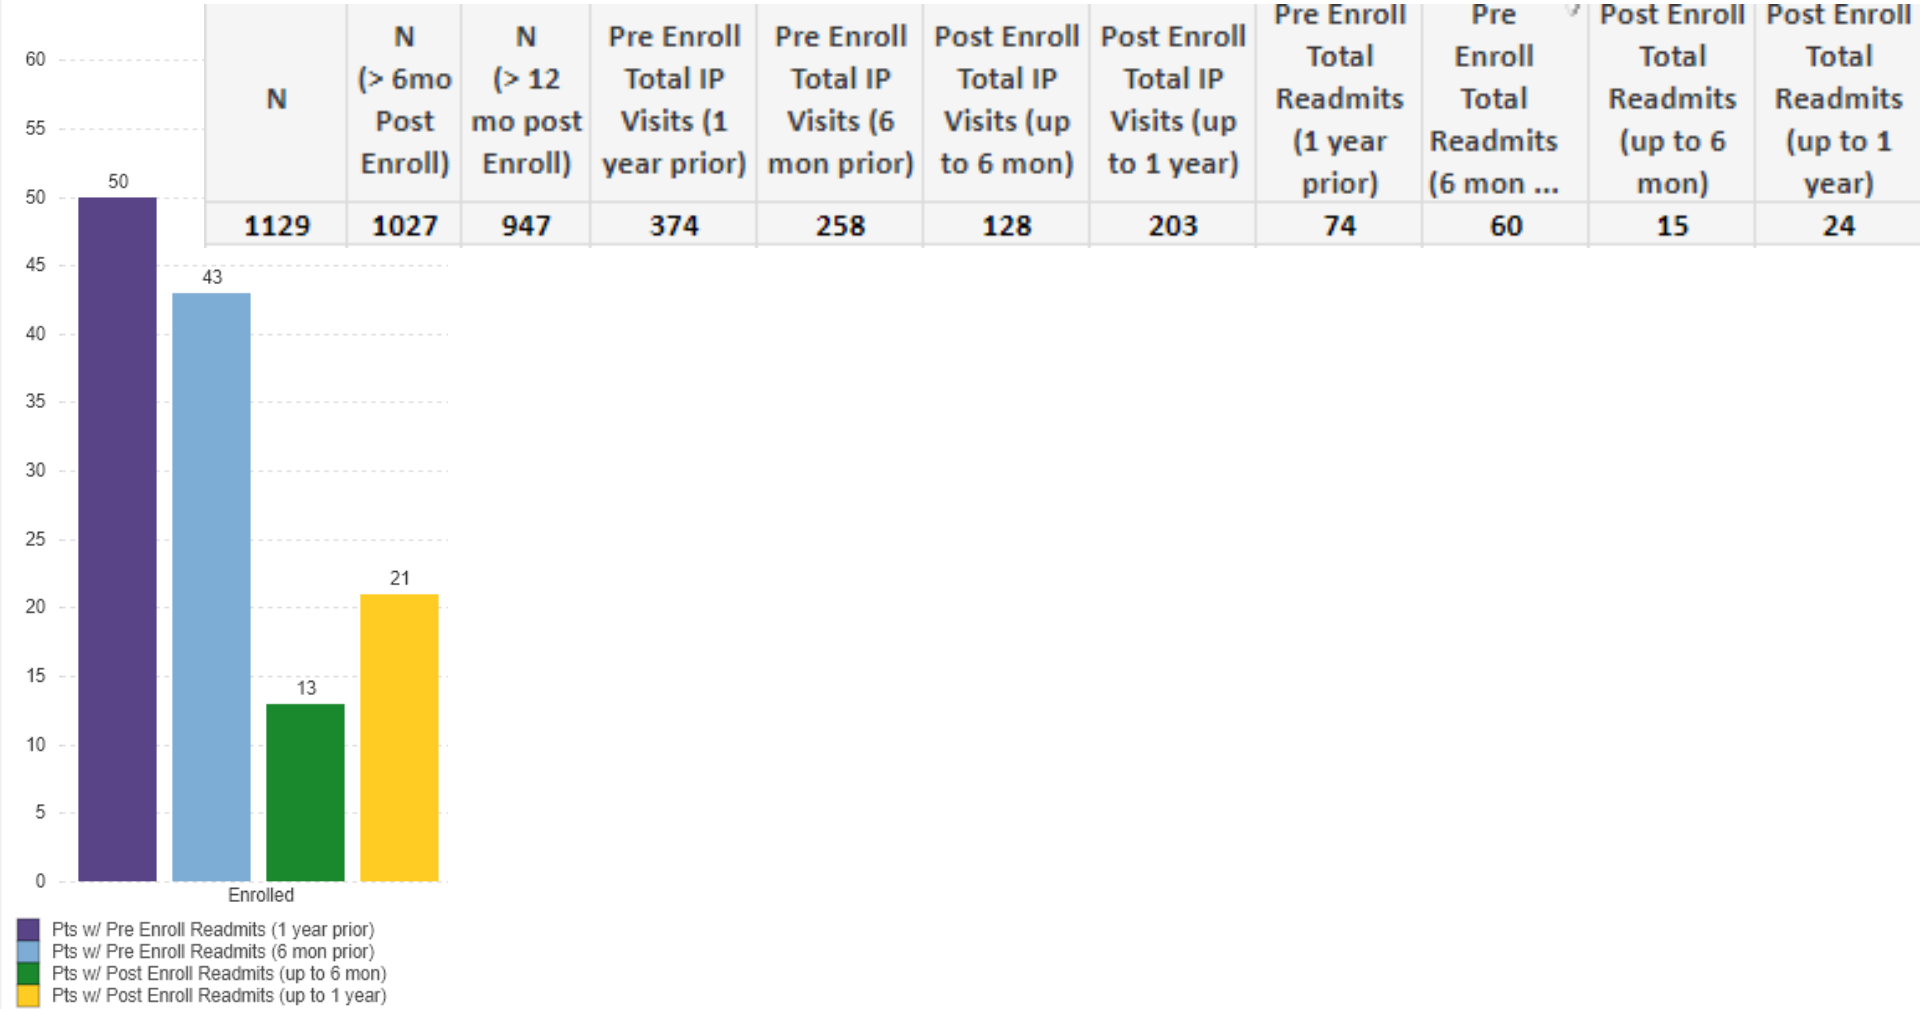 60
55
50
45
40
35
30
25
20
15
10
5
0
50
43
13
21
Enrolled
Pts w/ Pre Enroll Readmits (1 year prior)
Pts w/ Pre Enroll Readmits (6 mon prior)
Pts w/ Post Enroll Readmits (up to 6 mon)
Pts w/ Post Enroll Readmits (up to 1 year)
N
N
(> 6mo
Post
Enroll)
N
(> 12
mo post
Enroll)
Pre Enroll
Total IP
Visits (1
year prior)
Pre Enroll
Total IP
Visits (6
mon prior)
Post Enroll
Total IP
Visits (up
to 6 mon)
Post Enroll
Total IP
Visits (up
to 1 year)
Pre Enroll
Total
Readmits
(1 year
prior)
Pre
Enroll
Total
Readmits
(6 mon ...
Post Enroll
Total
Readmits
(up to 6
mon)
Post Enroll
Total
Readmits
(up to 1
year)
1129 1027 947 374 258 128 203 74 60 15 24